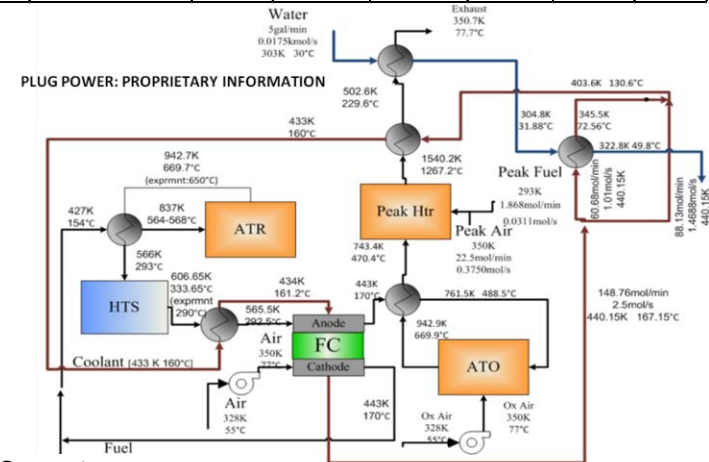 Water
5gal/min
0.0175kmol/s
303K 30°C
Exhaust
350.7K
77.7°C
PLUG POWER: PROPRIETARY INFORMATION
502.6K
229.6°C
403.6K 130.6°C
433K
160°C
304.8K
31.88°C
345.5K
72.56°C
322.8K 49.8°C
942.7K
669.7°C
(exprmnt:650°C)
1540.2K
1267.2°C
Peak Fuel
293K
1.868mol/min
0.0311mol/s
60.68mol/min
1.01mol/s
440.15K
88.13mol/min
1.4688mol/s
440.15K
427K
154°C
837K
564-568°C
ATR
Peak Htr
Peak Air
350K
22.5mol/min
0.3750mol/s
566K
293°C
743.4K
470.4°C
606.65K
333.65°C
(exprmnt
290°C)
434K
161.2°C
443K
170°C
761.5K 488.5°C
148.76mol/min
2.5mol/s
440.15K 167.15°C
HTS
565.5K
292.5°C
Anode
FC
Cathode
Air
350K
77°C
942.9K
669.9°C
ATO
Coolant [433 K 160°C]
Air
328K
55°C
443K
170°C
Ox Air
328K
55°C
Ox Air
350K
77°C
Fuel